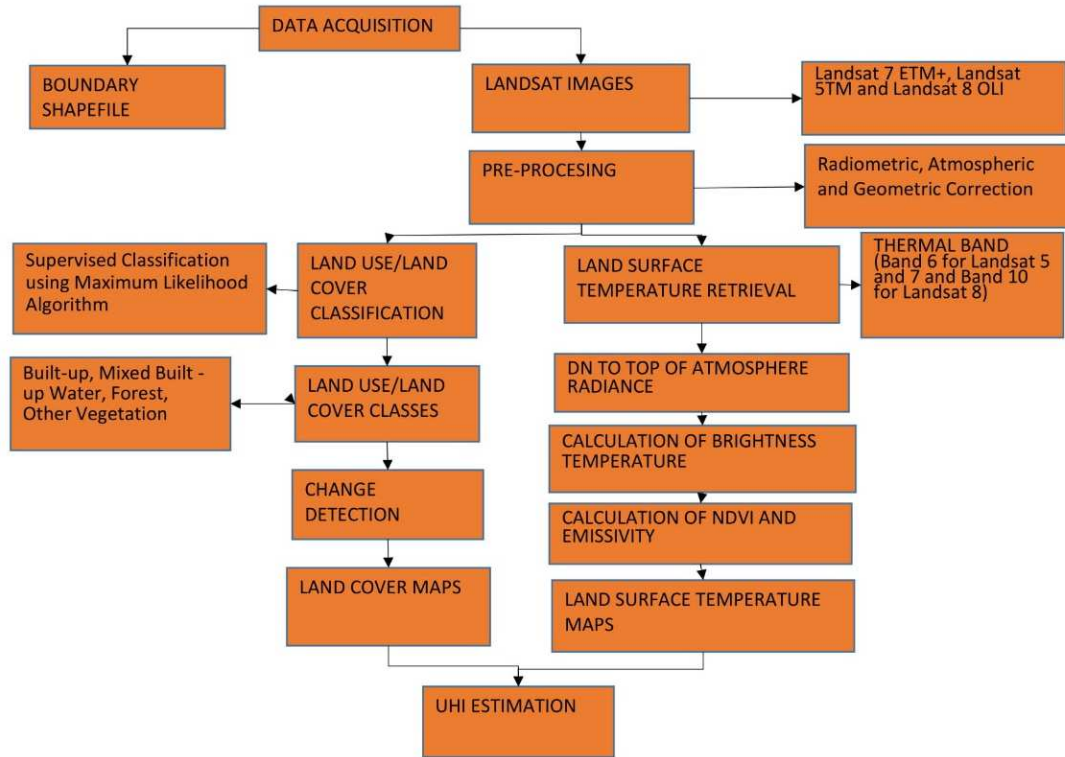 DATA ACQUISITION
BOUNDARY
SHAPEFILE
LANDSAT IMAGES
Landsat 7 ETM+, Landsat
5TM and Landsat 8 OLI
PRE-PROCESING
Radiometric, Atmospheric
and Geometric Correction
Supervised Classification
using Maximum Likelihood
Algorithm
LAND USE/LAND
COVER
CLASSIFICATION
LAND SURFACE
TEMPERATURE RETRIEVAL
THERMAL BAND
(Band 6 for Landsat 5
and 7 and Band 10
for Landsat 8)
Built-up, Mixed Built -
up Water, Forest,
Other Vegetation
LAND USE/LAND
COVER CLASSES
DN TO TOP OF ATMOSPHERE
RADIANCE
CALCULATION OF BRIGHTNESS
TEMPERATURE
CHANGE
DETECTION
CALCULATION OF NDVI AND
EMISSIVITY
LAND COVER MAPS
LAND SURFACE TEMPERATURE
MAPS
UHI ESTIMATION